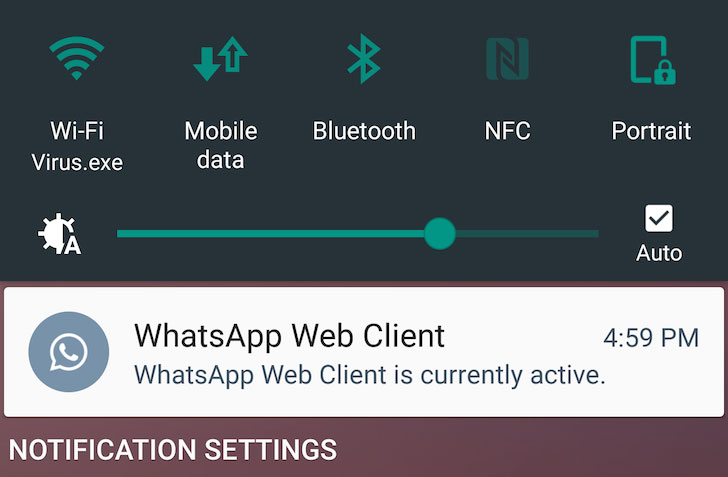 Wi-Fi
Virus.exe
Mobile
data
Bluetooth
NFC
Portrait
A
Auto
WhatsApp Web Client
4:59 PM
WhatsApp Web Client is currently active.
NOTIFICATION SETTINGS